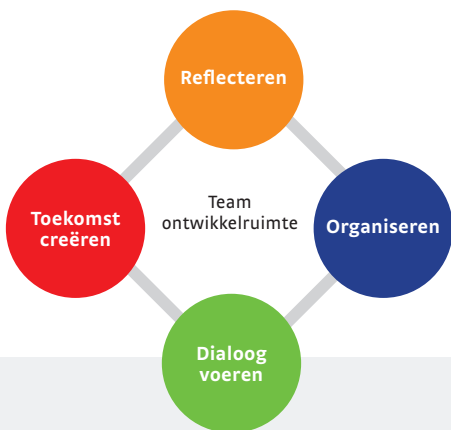 Reflecteren
Toekomst
creëren
Team
ontwikkelruimte
Organiseren
Dialoog
voeren